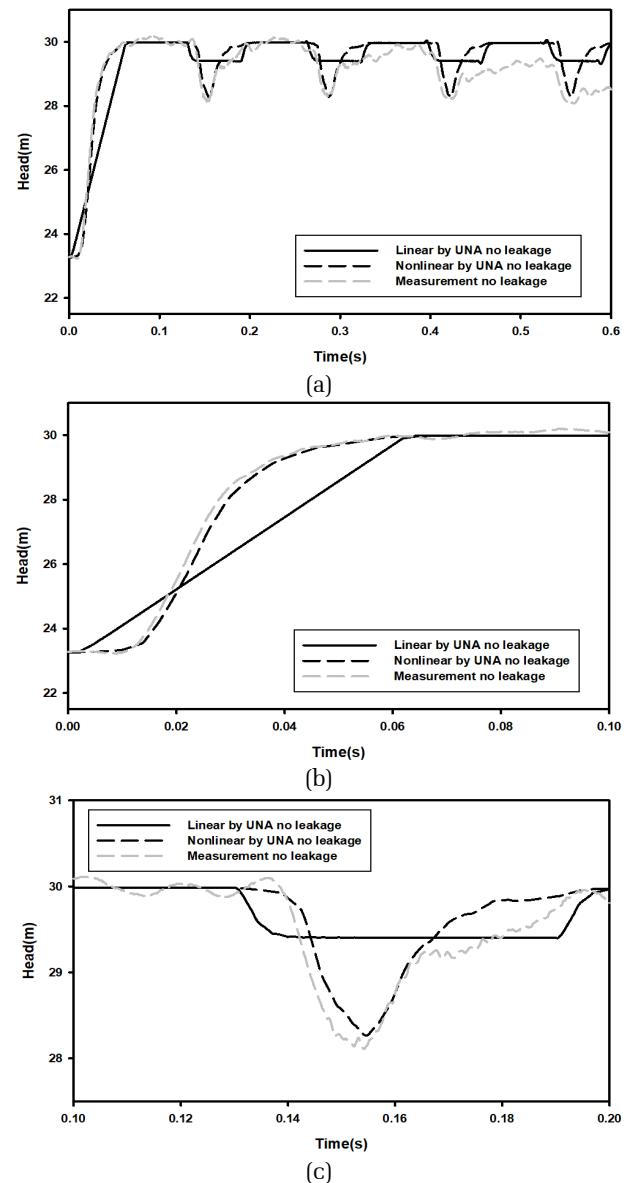 30
28
26
24
22
Head(m)
Linear by UNA no leakage
Nonlinear by UNA no leakage
Measurement no leakage
0.0 0.1 0.2 0.3 0.4 0.5 0.6
Time(s)
(a)
30
28
26
24
22
Head(m)
Linear by UNA no leakage
Nonlinear by UNA no leakage
Measurement no leakage
0.00 0.02 0.04 0.06 0.08 0.10
Time(s)
(b)
31
30
29
28
Head(m)
Linear by UNA no leakage
Nonlinear by UNA no leakage
Measurement no leakage
0.10 0.12 0.14 0.16 0.18 0.20
Time(s)
(c)